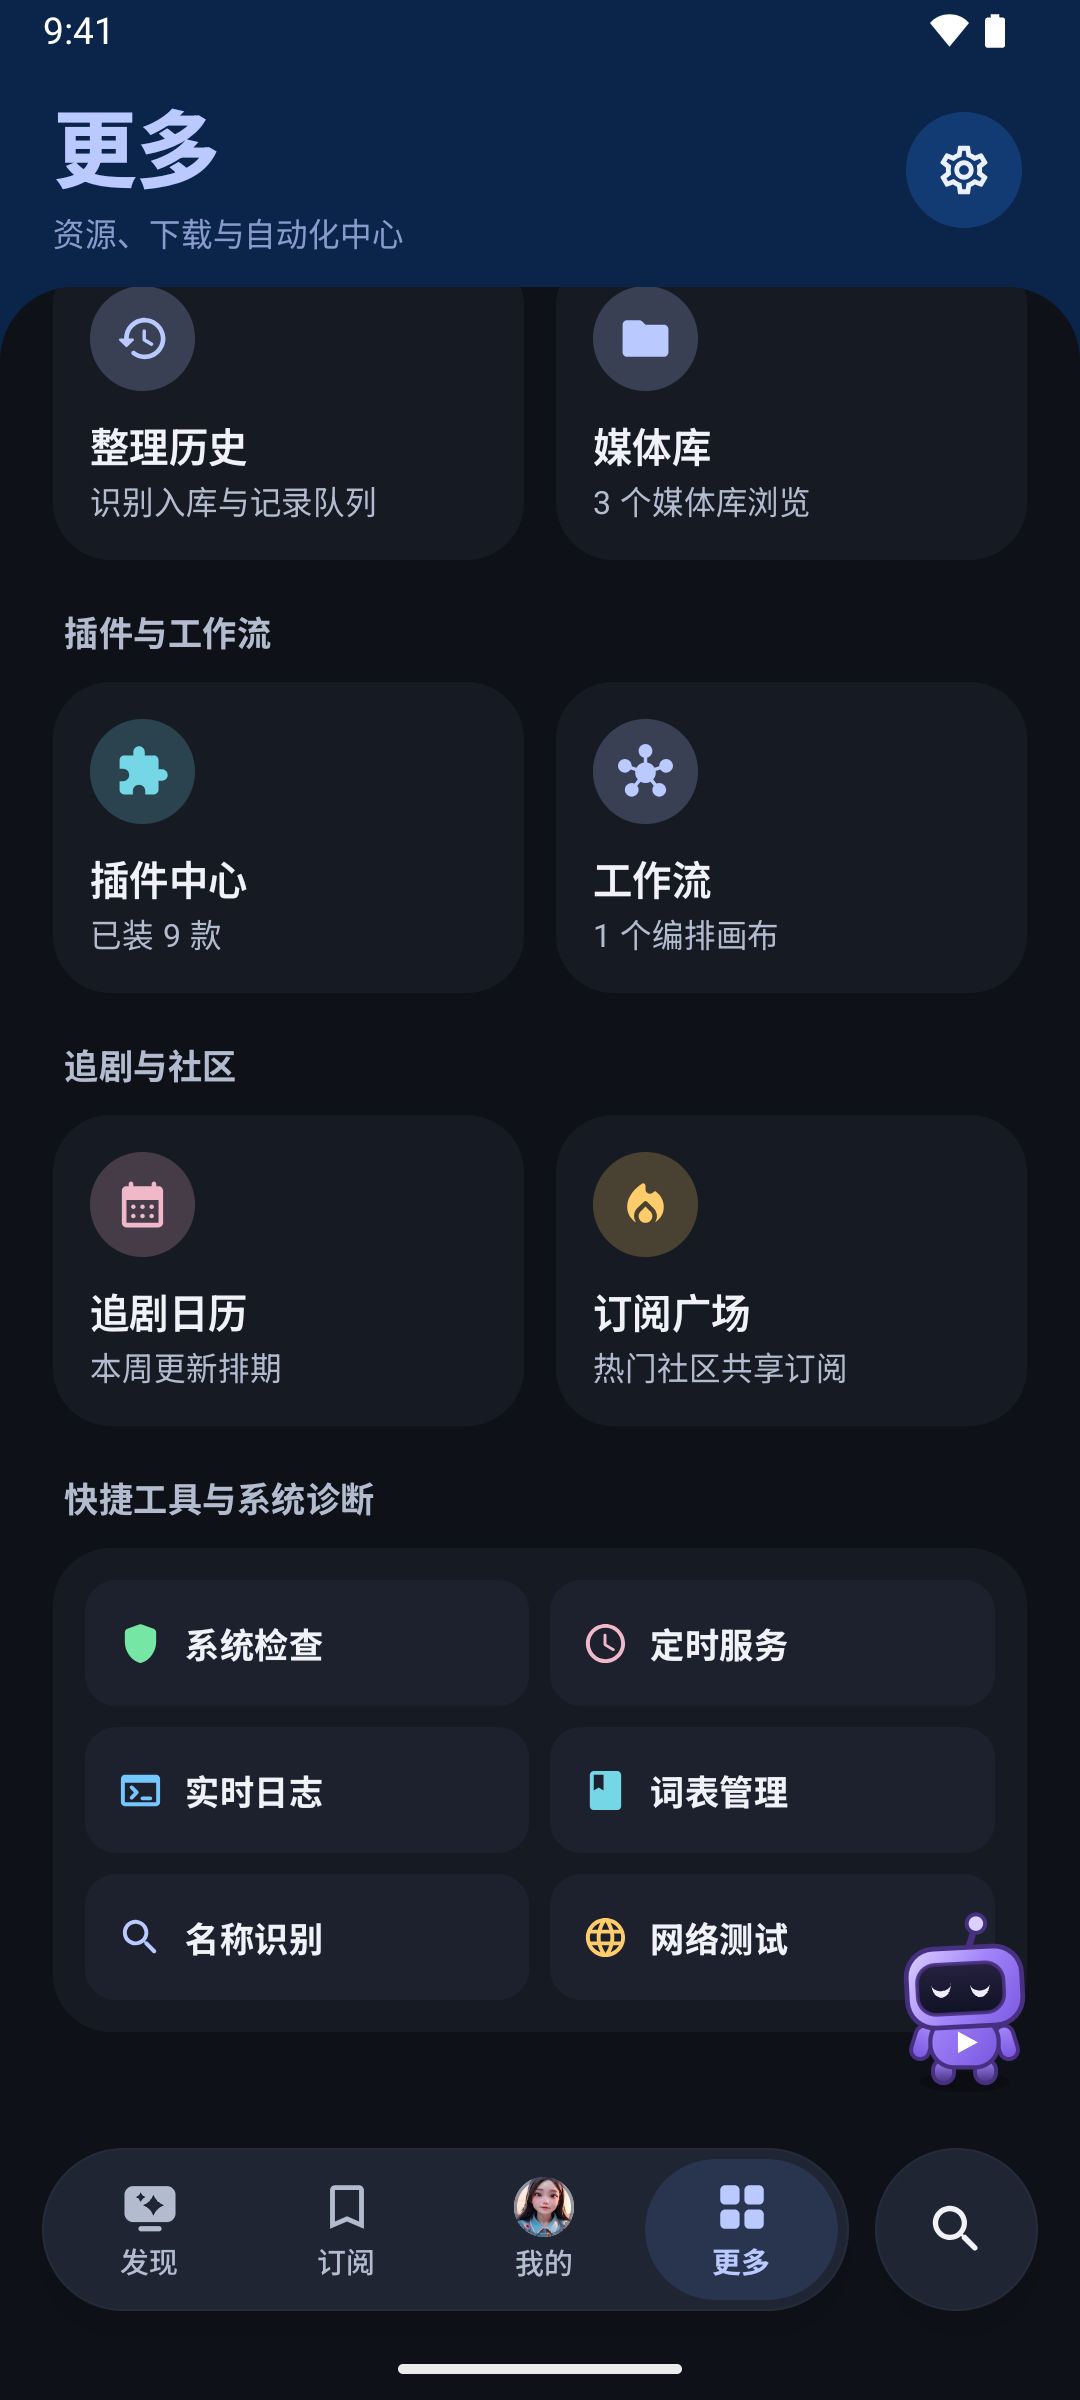 9:41
更多
资源、下载与自动化中心
整理历史
识别入库与记录队列
媒体库
3 个媒体库浏览
插件与工作流
插件中心
已装 9 款
工作流
1 个编排画布
追剧与社区
追剧日历
本周更新排期
订阅广场
热门社区共享订阅
快捷工具与系统诊断
系统检查
定时服务
实时日志
词表管理
名称识别
网络测试
发现
订阅
我的
更多